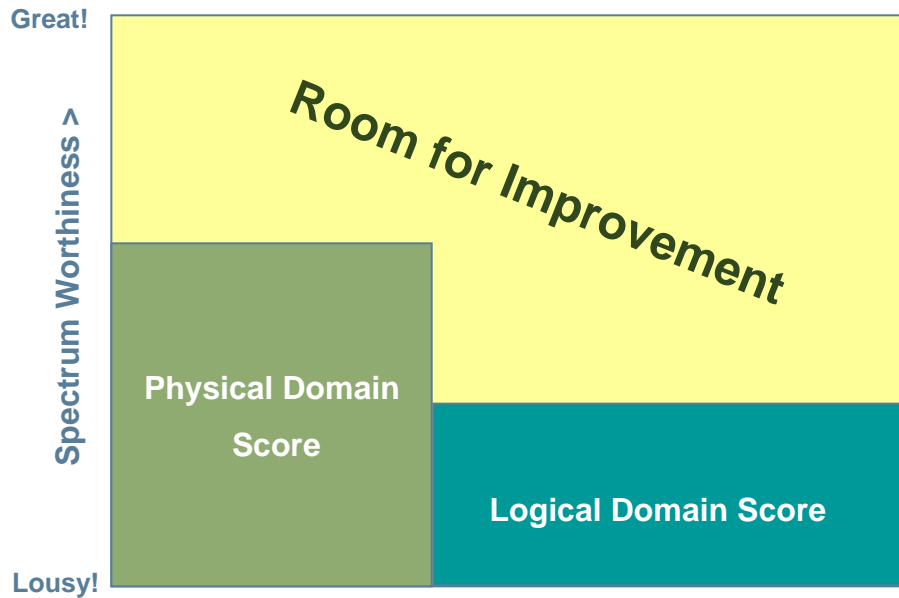 Great!
Spectrum Worthiness >
Room for Improvement
Physical Domain
Score
Logical Domain Score
Lousy!